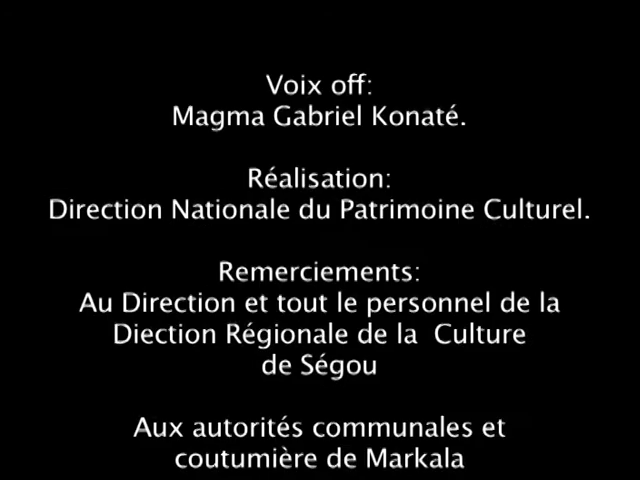 Voix off:
Magma Gabriel Konaté.
Réalisation:
Direction Nationale du Patrimoine Culturel.
Remerciements:
Au Direction et tout le personnel de la
Diection Régionale de la  Culture
de Ségou
Aux autorités communales et
coutumière de Markala